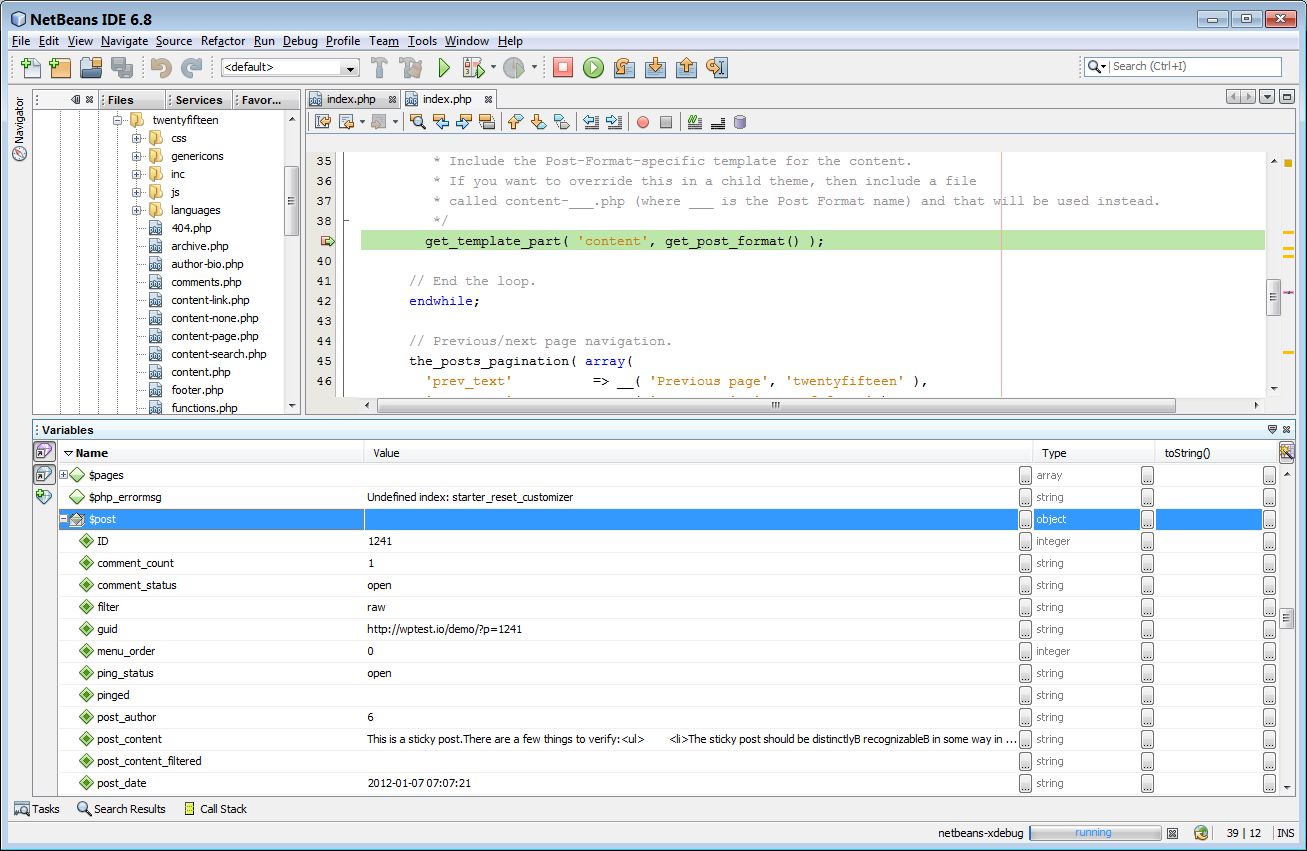 NetBeans IDE 6.8
File Edit View Navigate Source Refactor Run Debug Profile Team Tools Window Help
<default>
Search (Ctrl+I)
Navigator
Files Services Favor...
twentyfifteen
css
genericons
inc
js
languages
404.php
archive.php
author-bio.php
comments.php
content-link.php
content-none.php
content-page.php
content-search.php
content.php
footer.php
functions.php
index.php index.php
35 * Include the Post-Format-specific template for the content.
36 * If you want to override this in a child theme, then include a file
37 * called content-___.php (where ___ is the Post Format name) and that will be used instead.
38 */
get_template_part( 'content', get_post_format() );
40
41 // End the loop.
42 endwhile;
43
44 // Previous/next page navigation.
45 the_posts_pagination( array(
46 'prev_text' => __( 'Previous page', 'twentyfifteen' ),
Variables
Name Value Type toString()
$pages ... array ... ...
$php_errormsg Undefined index: starter_reset_customizer ... string ... ...
$post ... object ... ...
ID 1241 ... integer ... ...
comment_count 1 ... string ... ...
comment_status open ... string ... ...
filter raw ... string ... ...
guid http://wptest.io/demo/?p=1241 ... string ... ...
menu_order 0 ... integer ... ...
ping_status open ... string ... ...
pinged ... string ... ...
post_author 6 ... string ... ...
post_content This is a sticky post.There are a few things to verify:<ul> <li>The sticky post should be distinctlyB recognizableB in some way in ... ... string ... ...
post_content_filtered ... string ... ...
post_date 2012-01-07 07:07:21 ... string ... ...
Tasks Search Results Call Stack
netbeans-xdebug running 39 | 12 INS